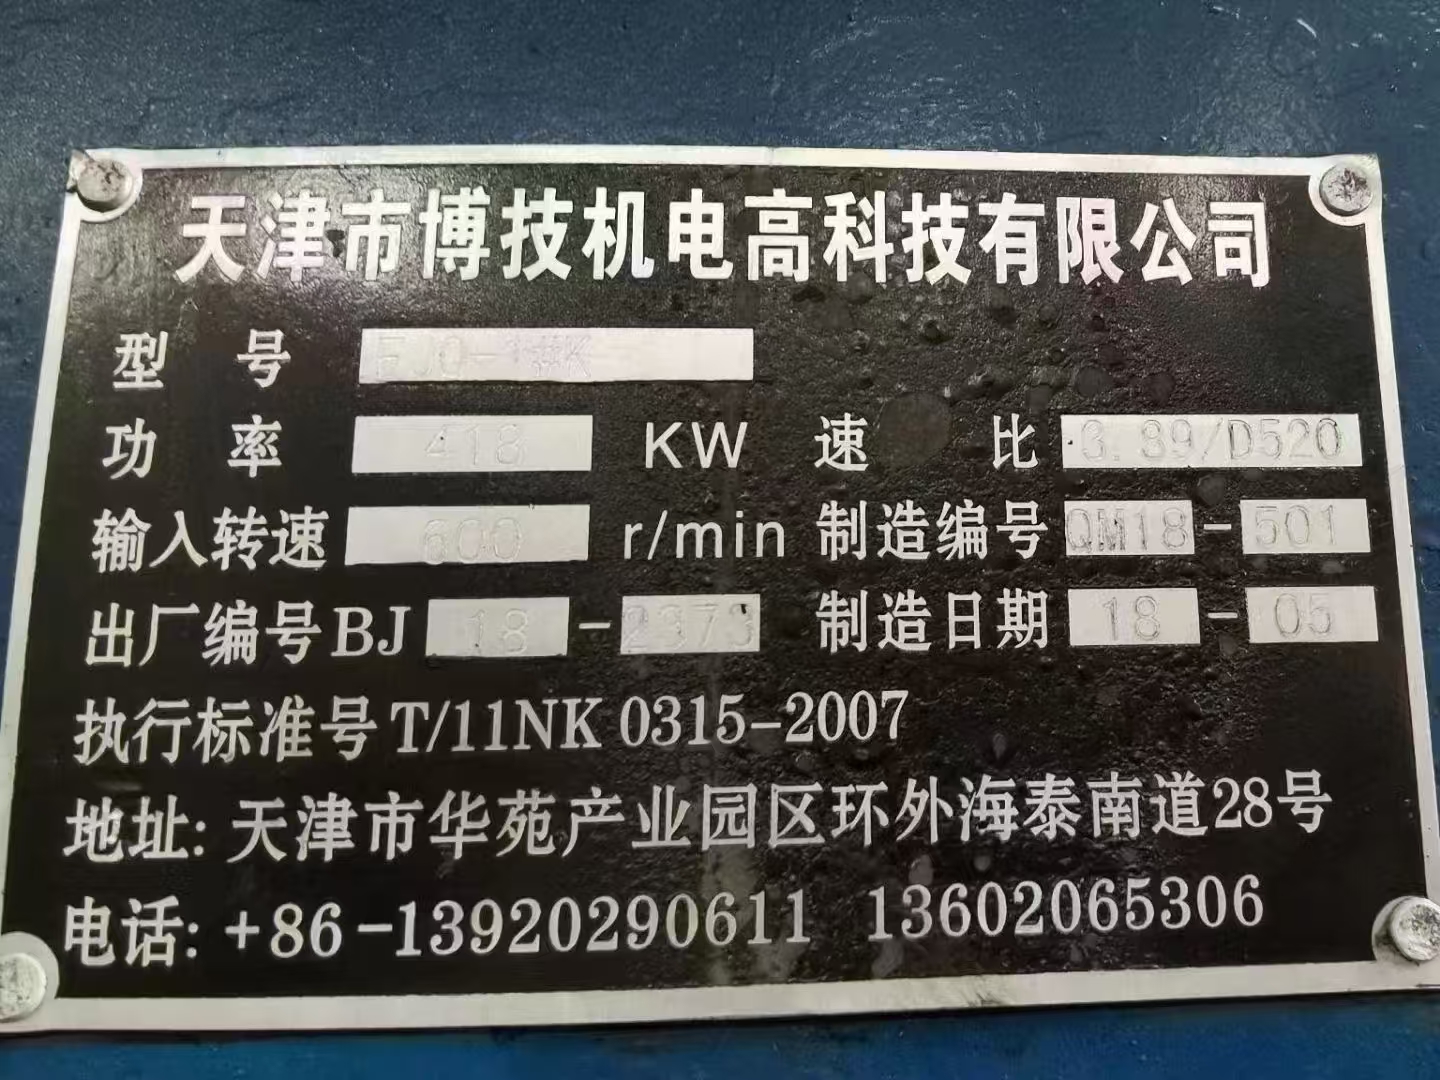 天津市博技机电高科技有限公司
型 号
功 率 418 KW 速 比 3.39/D520
输入转速 600 r/min 制造编号 QM18-501
出厂编号BJ 18-2373 制造日期 18-05
执行标准号T/11NK 0315-2007
地址: 天津市华苑产业园区环外海泰南道28号
电话: +86-13920290611 13602065306